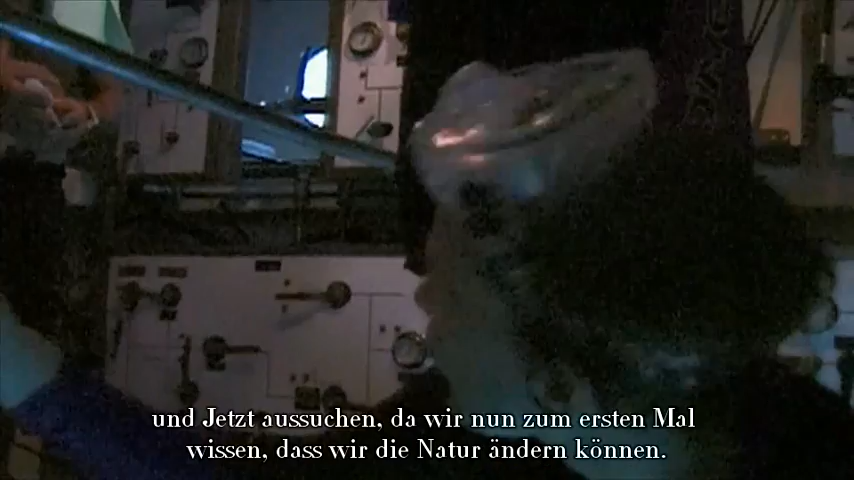 und Jetzt aussuchen, da wir nun zum ersten Mal
wissen, dass wir die Natur ändern können.